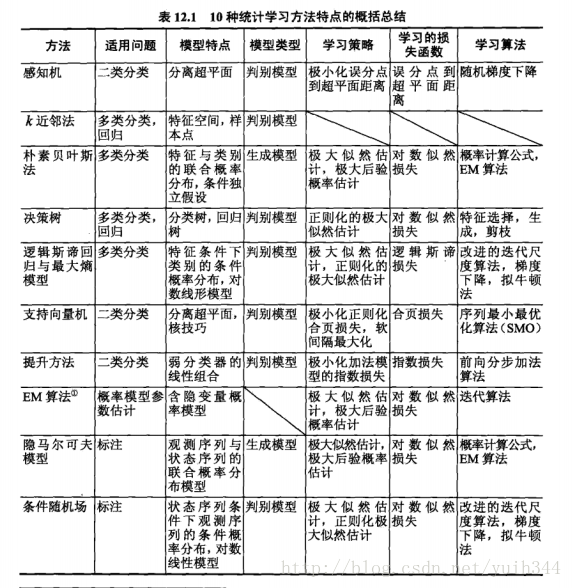 表 12.1 10 种统计学习方法特点的概括总结
方法 适用问题 模型特点 模型类型 学习策略 学习的损失函数 学习算法
感知机 二类分类 分离超平面 判别模型 极小化误分点到超平面距离 误分点到超平面距离 随机梯度下降
k 近邻法 多类分类,回归 特征空间,样本点 判别模型
朴素贝叶斯法 多类分类 特征与类别的联合概率分布,条件独立假设 生成模型 极大似然估计,极大后验概率估计 对数似然损失 概率计算公式,EM 算法
决策树 多类分类,回归 分类树,回归树 判别模型 正则化的极大似然估计 对数似然损失 特征选择,生成,剪枝
逻辑斯谛回归与最大熵模型 多类分类 特征条件下类别的条件概率分布,对数线形模型 判别模型 极大似然估计,正则化的极大似然估计 逻辑斯谛损失 改进的迭代尺度算法,梯度下降,拟牛顿法
支持向量机 二类分类 分离超平面,核技巧 判别模型 极小化正则化合页损失,软间隔最大化 合页损失 序列最小最优化算法(SMO)
提升方法 二类分类 弱分类器的线性组合 判别模型 极小化加法模型的指数损失 指数损失 前向分步加法算法
EM 算法① 概率模型参数估计 含隐变量概率模型 极大似然估计,极大后验概率估计 对数似然损失 迭代算法
隐马尔可夫模型 标注 观测序列与状态序列的联合概率分布模型 生成模型 极大似然估计,极大后验概率估计 对数似然损失 概率计算公式,EM 算法
条件随机场 标注 状态序列条件下观测序列的条件概率分布,对数线性模型 判别模型 极大似然估计,正则化极大似然估计 对数似然损失 改进的迭代尺度算法,梯度下降,拟牛顿法
http://blog.csdn.net/yuih344